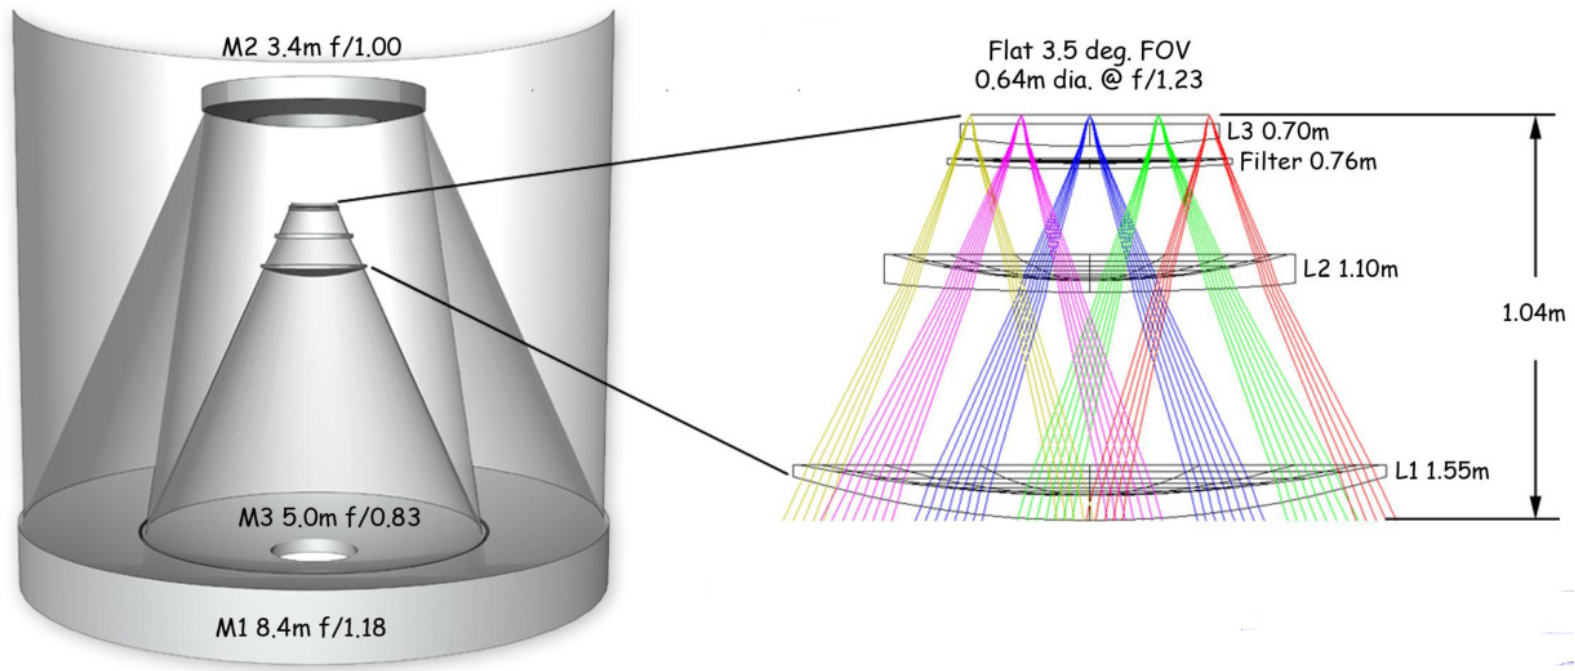 M2 3.4m f/1.00
M3 5.0m f/0.83
M1 8.4m f/1.18
Flat 3.5 deg. FOV
0.64m dia. @ f/1.23
L3 0.70m
Filter 0.76m
L2 1.10m
1.04m
L1 1.55m